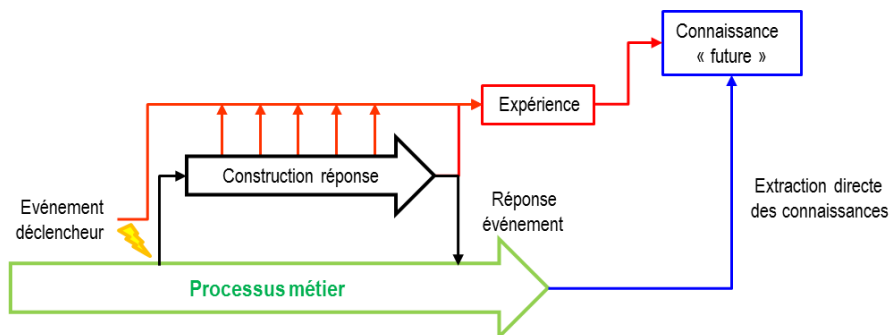 Connaissance
« future »
Expérience
Construction réponse
Evénement
déclencheur
Réponse
événement
Extraction directe
des connaissances
Processus métier